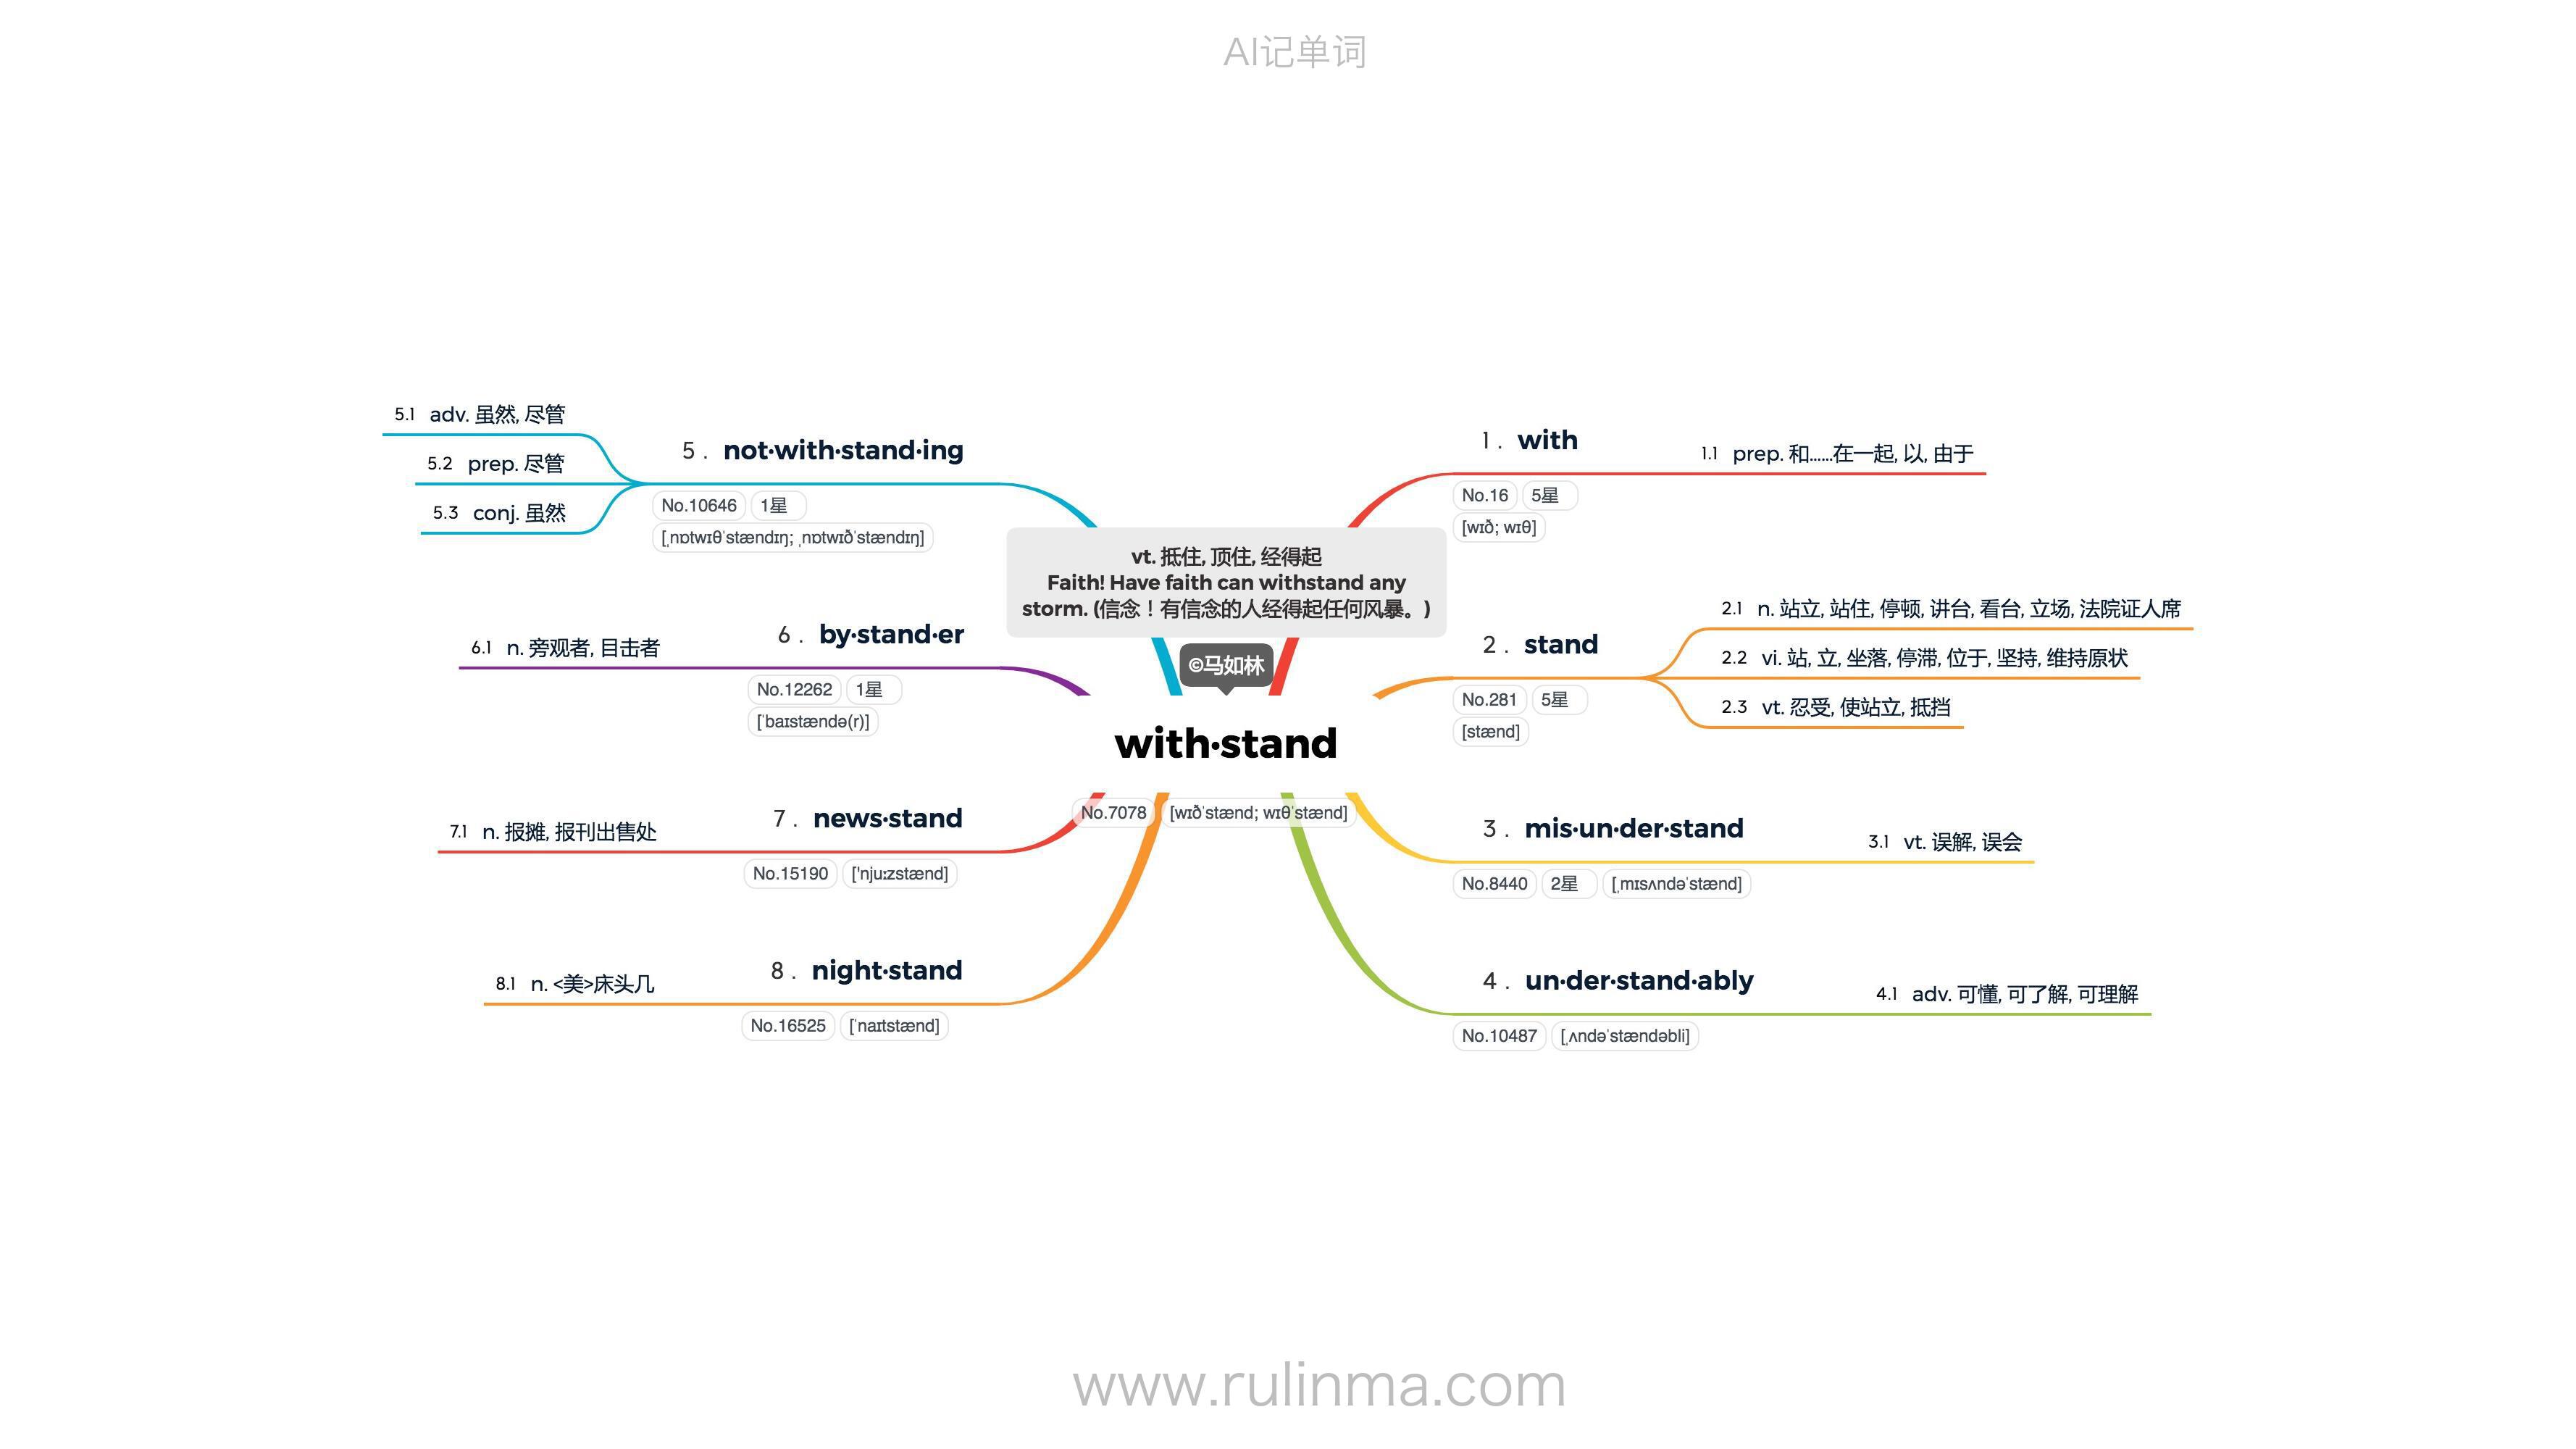 AI记单词
vt. 抵住, 顶住, 经得起
Faith! Have faith can withstand any
storm. (信念！有信念的人经得起任何风暴。)
©马如林
with·stand
No.7078 [wɪðˈstænd; wɪθˈstænd]
1 . with
No.16 5星
[wɪð; wɪθ]
1.1 prep. 和……在一起, 以, 由于
2 . stand
No.281 5星
[stænd]
2.1 n. 站立, 站住, 停顿, 讲台, 看台, 立场, 法院证人席
2.2 vi. 站, 立, 坐落, 停滞, 位于, 坚持, 维持原状
2.3 vt. 忍受, 使站立, 抵挡
3 . mis·un·der·stand
No.8440 2星 [ˌmɪsʌndəˈstænd]
3.1 vt. 误解, 误会
4 . un·der·stand·ably
No.10487 [ˌʌndəˈstændəbli]
4.1 adv. 可懂, 可了解, 可理解
5 . not·with·stand·ing
No.10646 1星
[ˌnɒtwɪθˈstændɪŋ; ˌnɒtwɪðˈstændɪŋ]
5.1 adv. 虽然, 尽管
5.2 prep. 尽管
5.3 conj. 虽然
6 . by·stand·er
No.12262 1星
[ˈbaɪstændə(r)]
6.1 n. 旁观者, 目击者
7 . news·stand
No.15190 ['nju:zstænd]
7.1 n. 报摊, 报刊出售处
8 . night·stand
No.16525 [ˈnaɪtstænd]
8.1 n. <美>床头几
www.rulinma.com